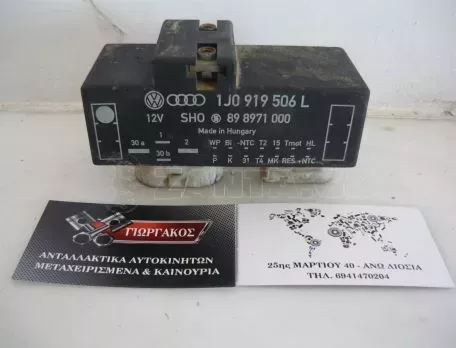 1J0 919 506 L
12V SHO 89 8971 000
Made in Hungary
1
30 a 2
30 b
WP Bi -NTC T2 15 Tmot HL
P K 31 T4 MK RES +NTC
ΓΙΩΡΓΑΚΟΣ
ΑΝΤΑΛΛΑΚΤΙΚΑ ΑΥΤΟΚΙΝΗΤΩΝ
ΜΕΤΑΧΕΙΡΙΣΜΕΝΑ & ΚΑΙΝΟΥΡΙΑ
25ης ΜΑΡΤΙΟΥ 40 - ΑΝΩ ΛΙΟΣΙΑ
ΤΗΛ. 6941470204